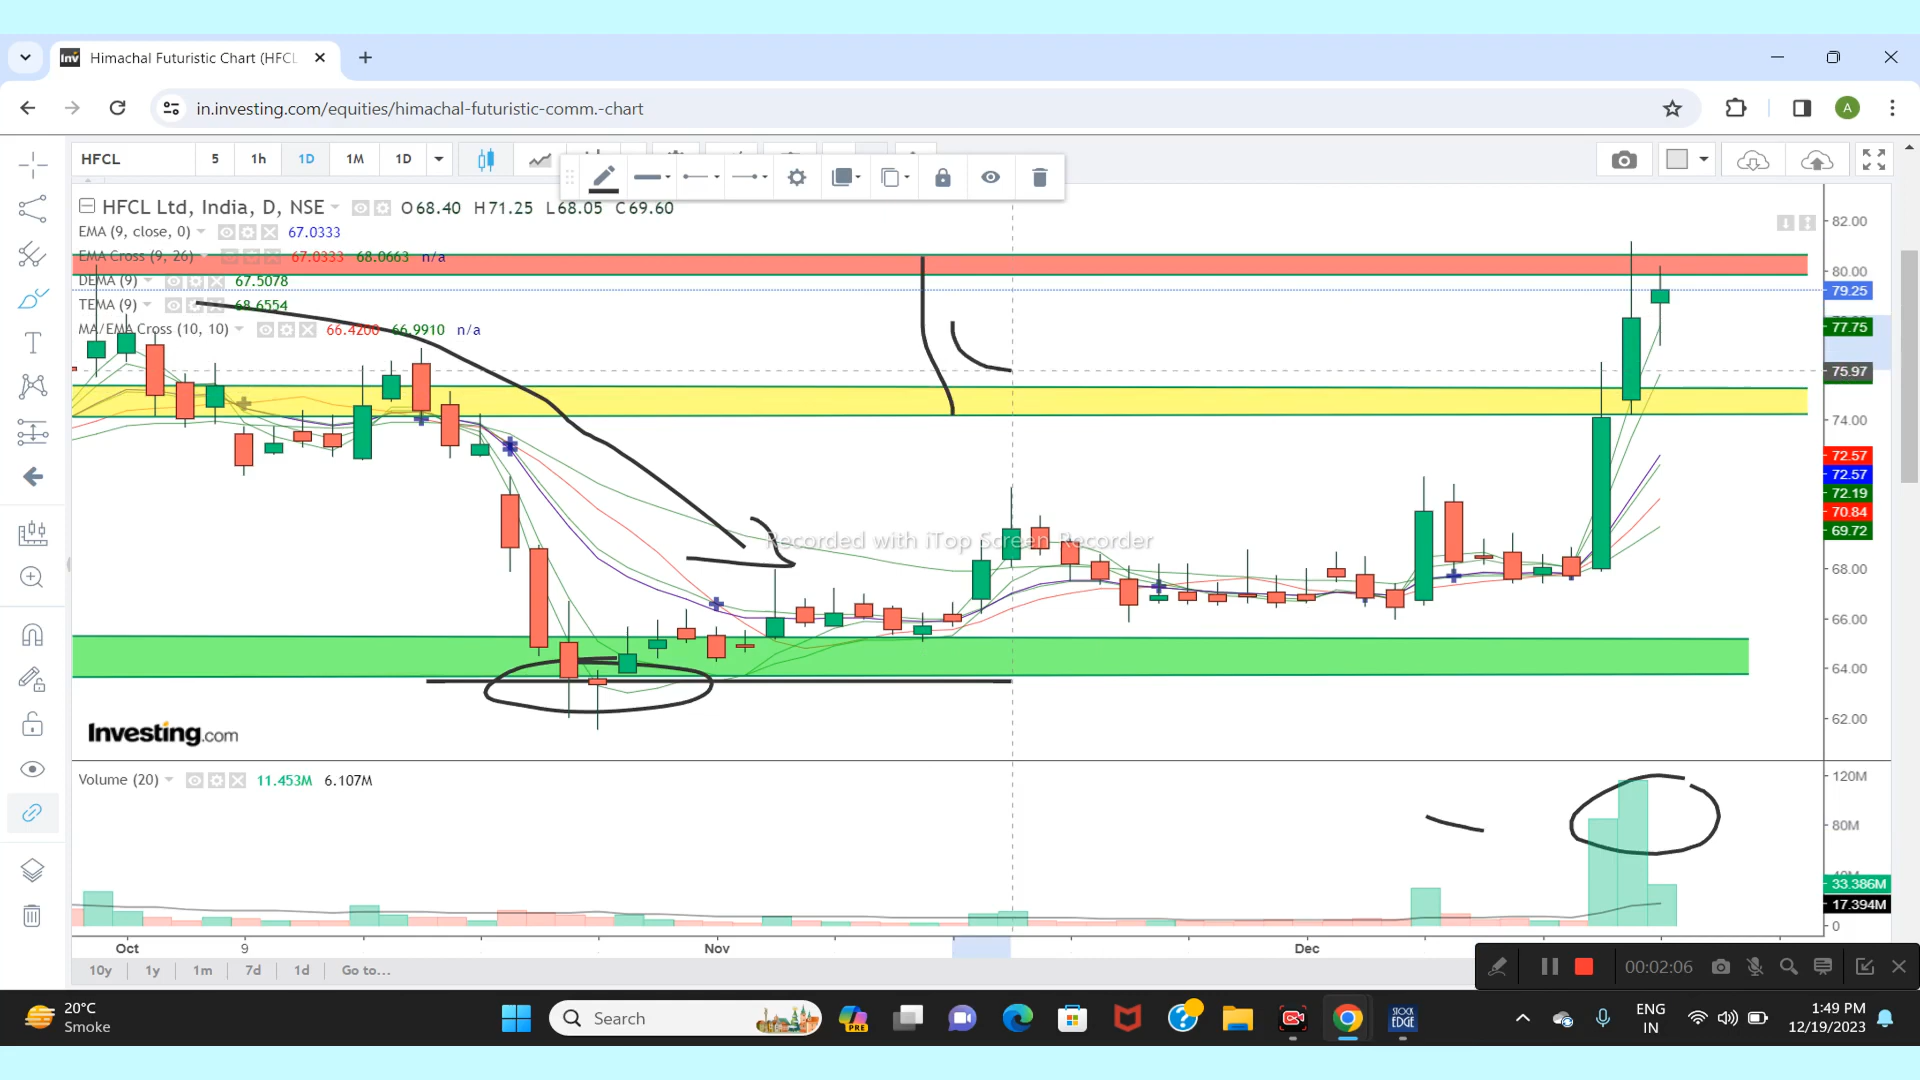 Himachal Futuristic Chart (HFCL
in.investing.com/equities/himachal-futuristic-comm.-chart
A
HFCL 5 1h 1D 1M 1D
HFCL Ltd, India, D, NSE O68.40 H71.25 L68.05 C69.60
EMA (9, close, 0) 67.0333
EMA Cross (9, 26) 67.0333 68.0663 n/a
DEMA (9) 67.5078
TEMA (9) 68.6554
MA/EMA Cross (10, 10) 66.4200 66.9910 n/a
82.00
80.00
79.25
77.75
75.97
74.00
72.57
72.57
72.19
70.84
69.72
68.00
66.00
64.00
62.00
Recorded with iTop Screen Recorder
Investing.com
Volume (20) 11.453M 6.107M
120M
80M
33.386M
17.394M
0
Oct 9 Nov Dec
10y 1y 1m 7d 1d Go to...
00:02:06
20°C
Smoke
Search
PRE
STOCK
EDGE
ENG
IN
1:49 PM
12/19/2023